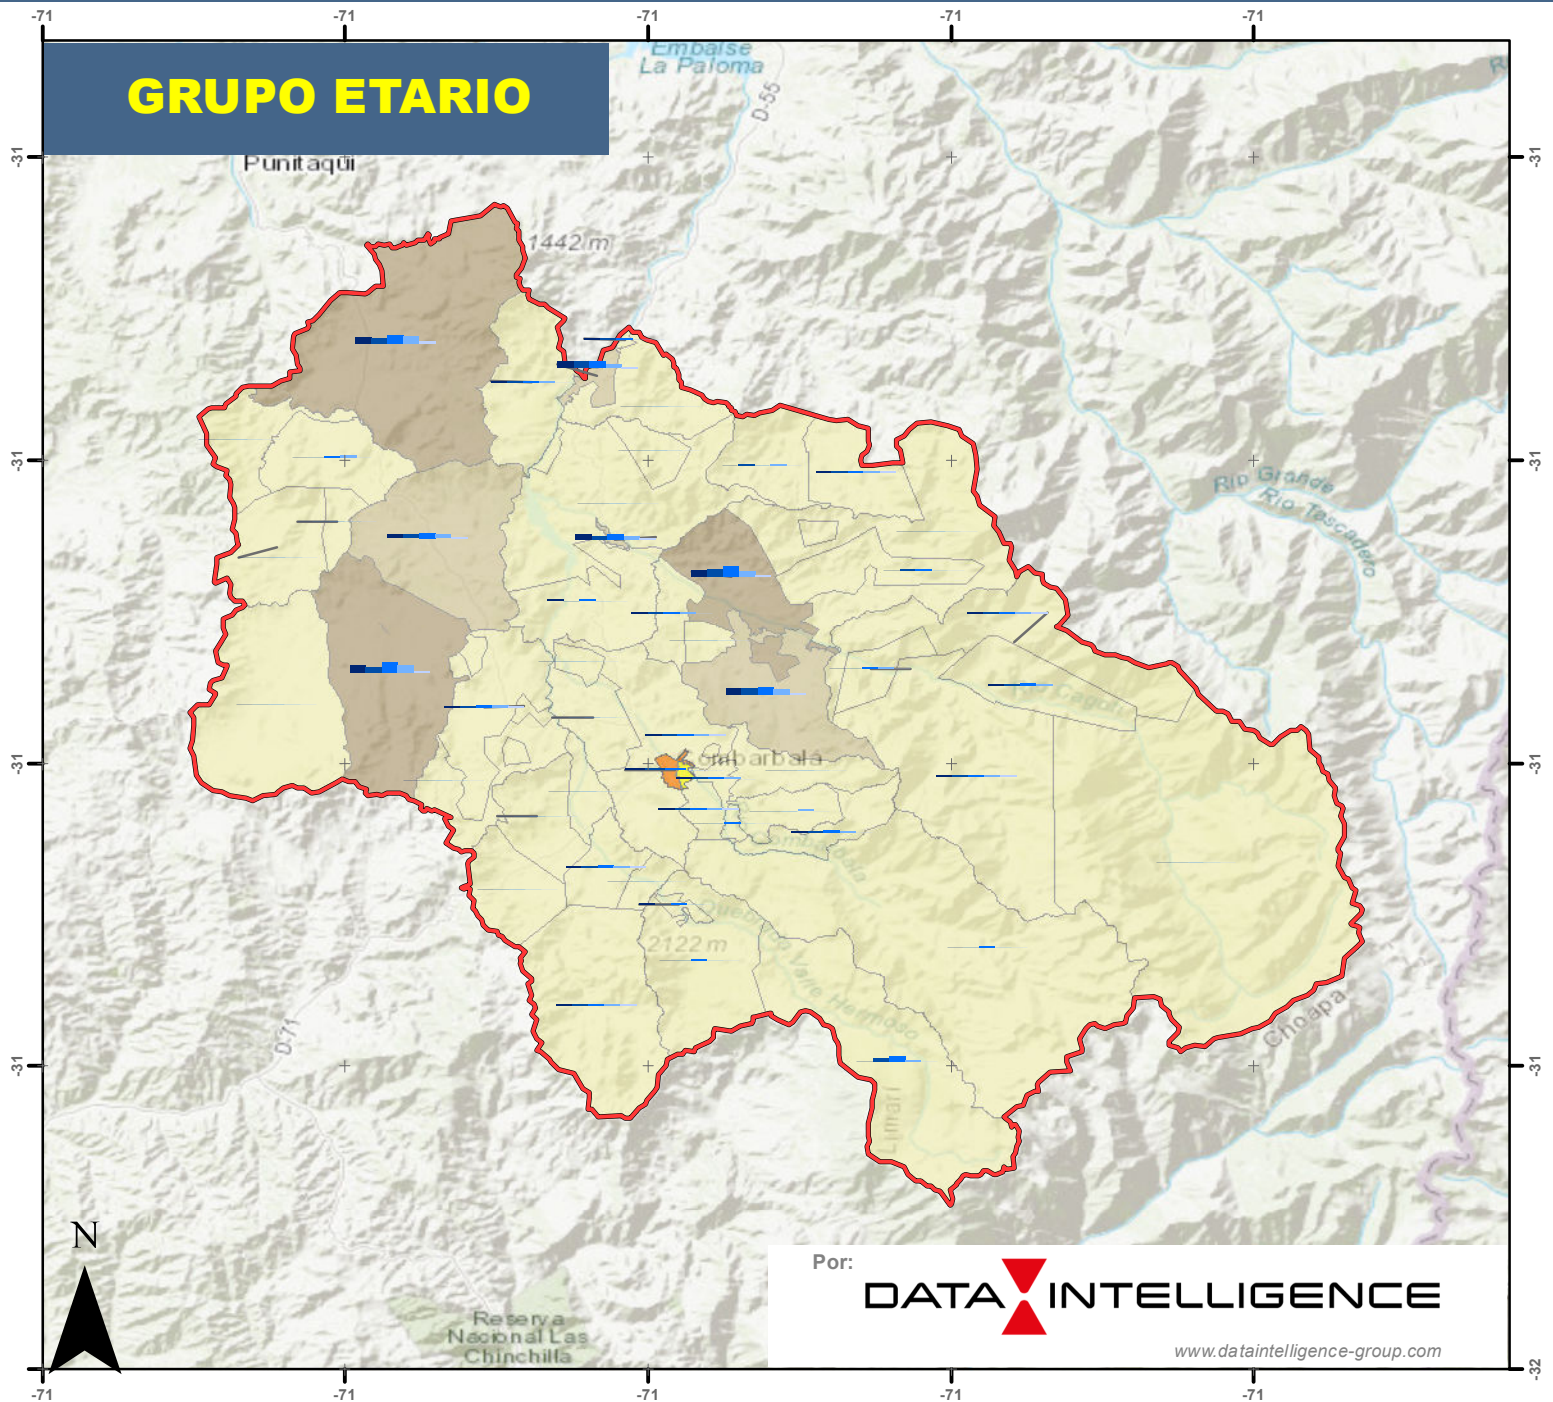 -71 -71 -71 -71 -71
Embalse
La Paloma
D-55
GRUPO ETARIO
Punitaqui
-31 -31
1442 m
-31 -31
Rio Grande
Rio Tascadero
-31 -31
ombarbalá
2122 m
Quebrada Valle Hermoso
Choapa
D-71
Limarí
-31 -31
N
Por:
DATA INTELLIGENCE
www.dataintelligence-group.com
Reserva
Nacional Las
Chinchilla
-32
-71 -71 -71 -71 -71